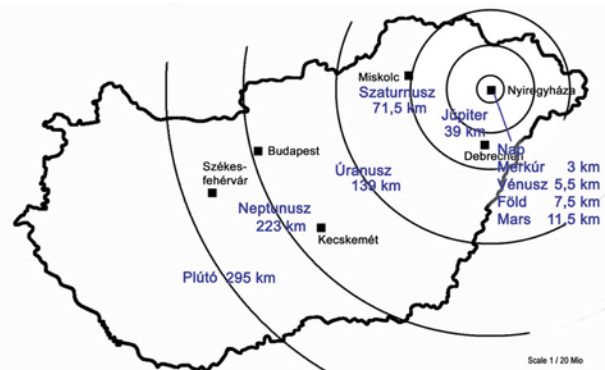 Miskolc
Szaturnusz
71,5 km
Nyíregyháza
Jupiter
39 km
Debrechen
Nap
Merkúr 3 km
Vénusz 5,5 km
Föld 7,5 km
Mars 11,5 km
Budapest
Székes-
fehérvár
Úranusz
139 km
Neptunusz
223 km
Kecskemét
Plútó 295 km
Scale 1 / 20 Mio